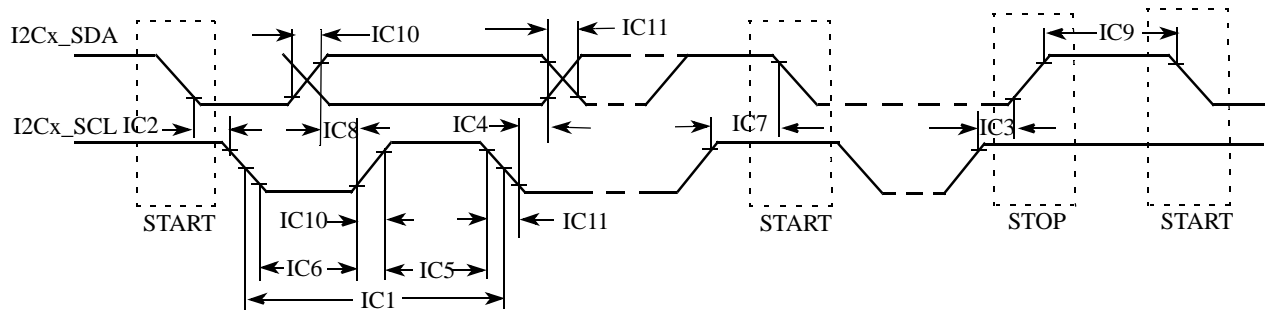 I2Cx_SDA IC10 IC11 IC9
I2Cx_SCL IC2 IC8 IC4 IC7 IC3
START IC10 IC11 START STOP START
IC6 IC5
IC1